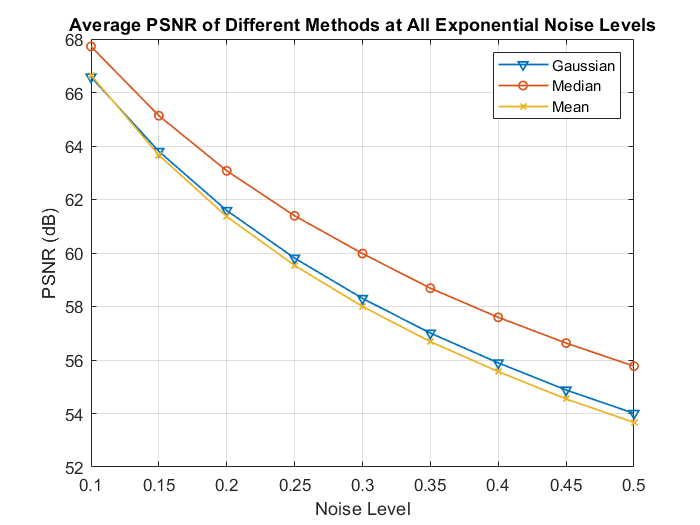 Average PSNR of Different Methods at All Exponential Noise Levels
68
66
64
62
60
58
56
54
52
PSNR (dB)
Gaussian
Median
Mean
0.1 0.15 0.2 0.25 0.3 0.35 0.4 0.45 0.5
Noise Level